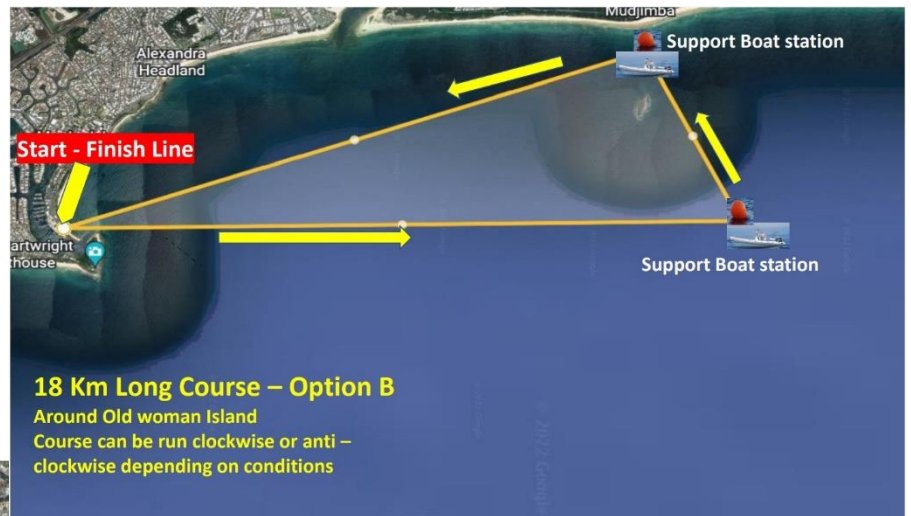 Mudjimba
Support Boat station
Alexandra
Headland
Start - Finish Line
artwright
thouse
Support Boat station
18 Km Long Course – Option B
Around Old woman Island
Course can be run clockwise or anti –
clockwise depending on conditions